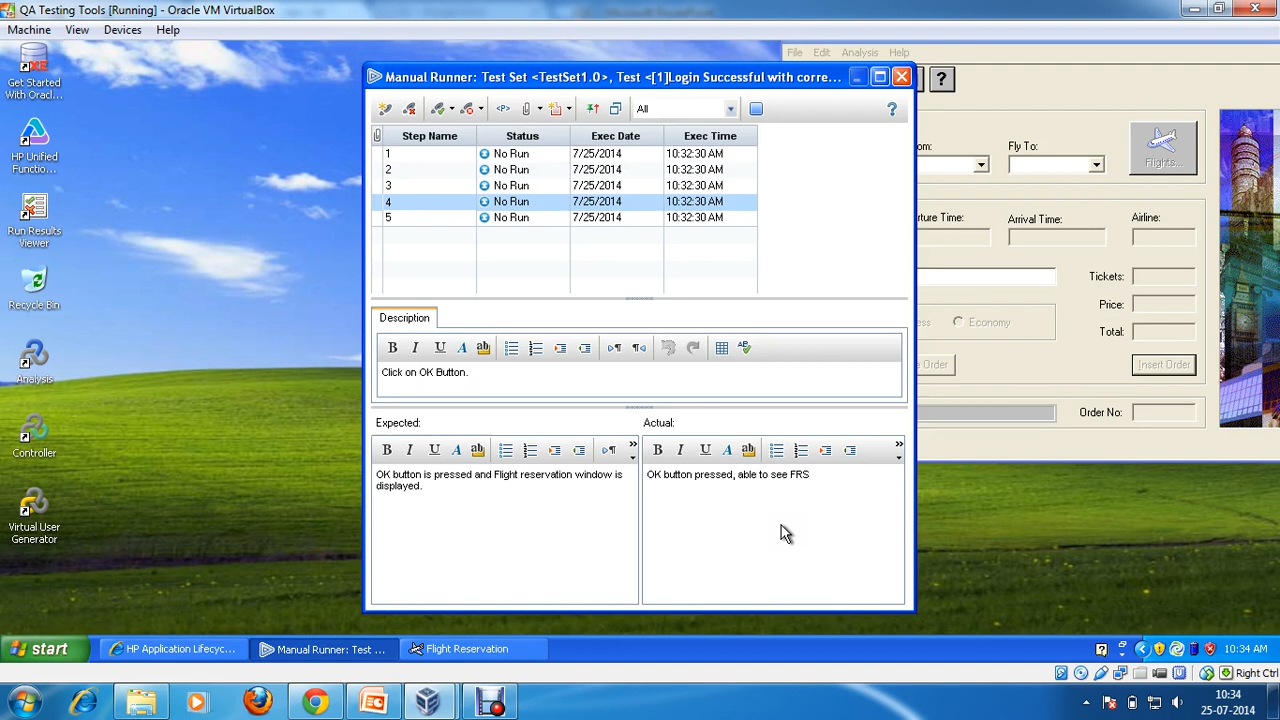 QA Testing Tools [Running] - Oracle VM VirtualBox
Machine View Devices Help
File Edit Analysis Help
Get Started
With Oracl...
HP Unified
Functio...
Run Results
Viewer
Recycle Bin
Analysis
Controller
Virtual User
Generator
Manual Runner: Test Set <TestSet1.0>, Test <[1]Login Successful with corre...
All
Step Name Status Exec Date Exec Time
1 No Run 7/25/2014 10:32:30 AM
2 No Run 7/25/2014 10:32:30 AM
3 No Run 7/25/2014 10:32:30 AM
4 No Run 7/25/2014 10:32:30 AM
5 No Run 7/25/2014 10:32:30 AM
Description
B I U A ab
Click on OK Button.
Expected: Actual:
B I U A ab B I U A ab
OK button is pressed and Flight reservation window is
displayed.
OK button pressed, able to see FRS
om: Fly To:
Flights...
rture Time: Arrival Time: Airline:
Tickets:
Price:
ess Economy
Total:
e Order Insert Order
Order No:
start HP Application Lifecyc... Manual Runner: Test ... Flight Reservation 10:34 AM
Right Ctrl
10:34
25-07-2014